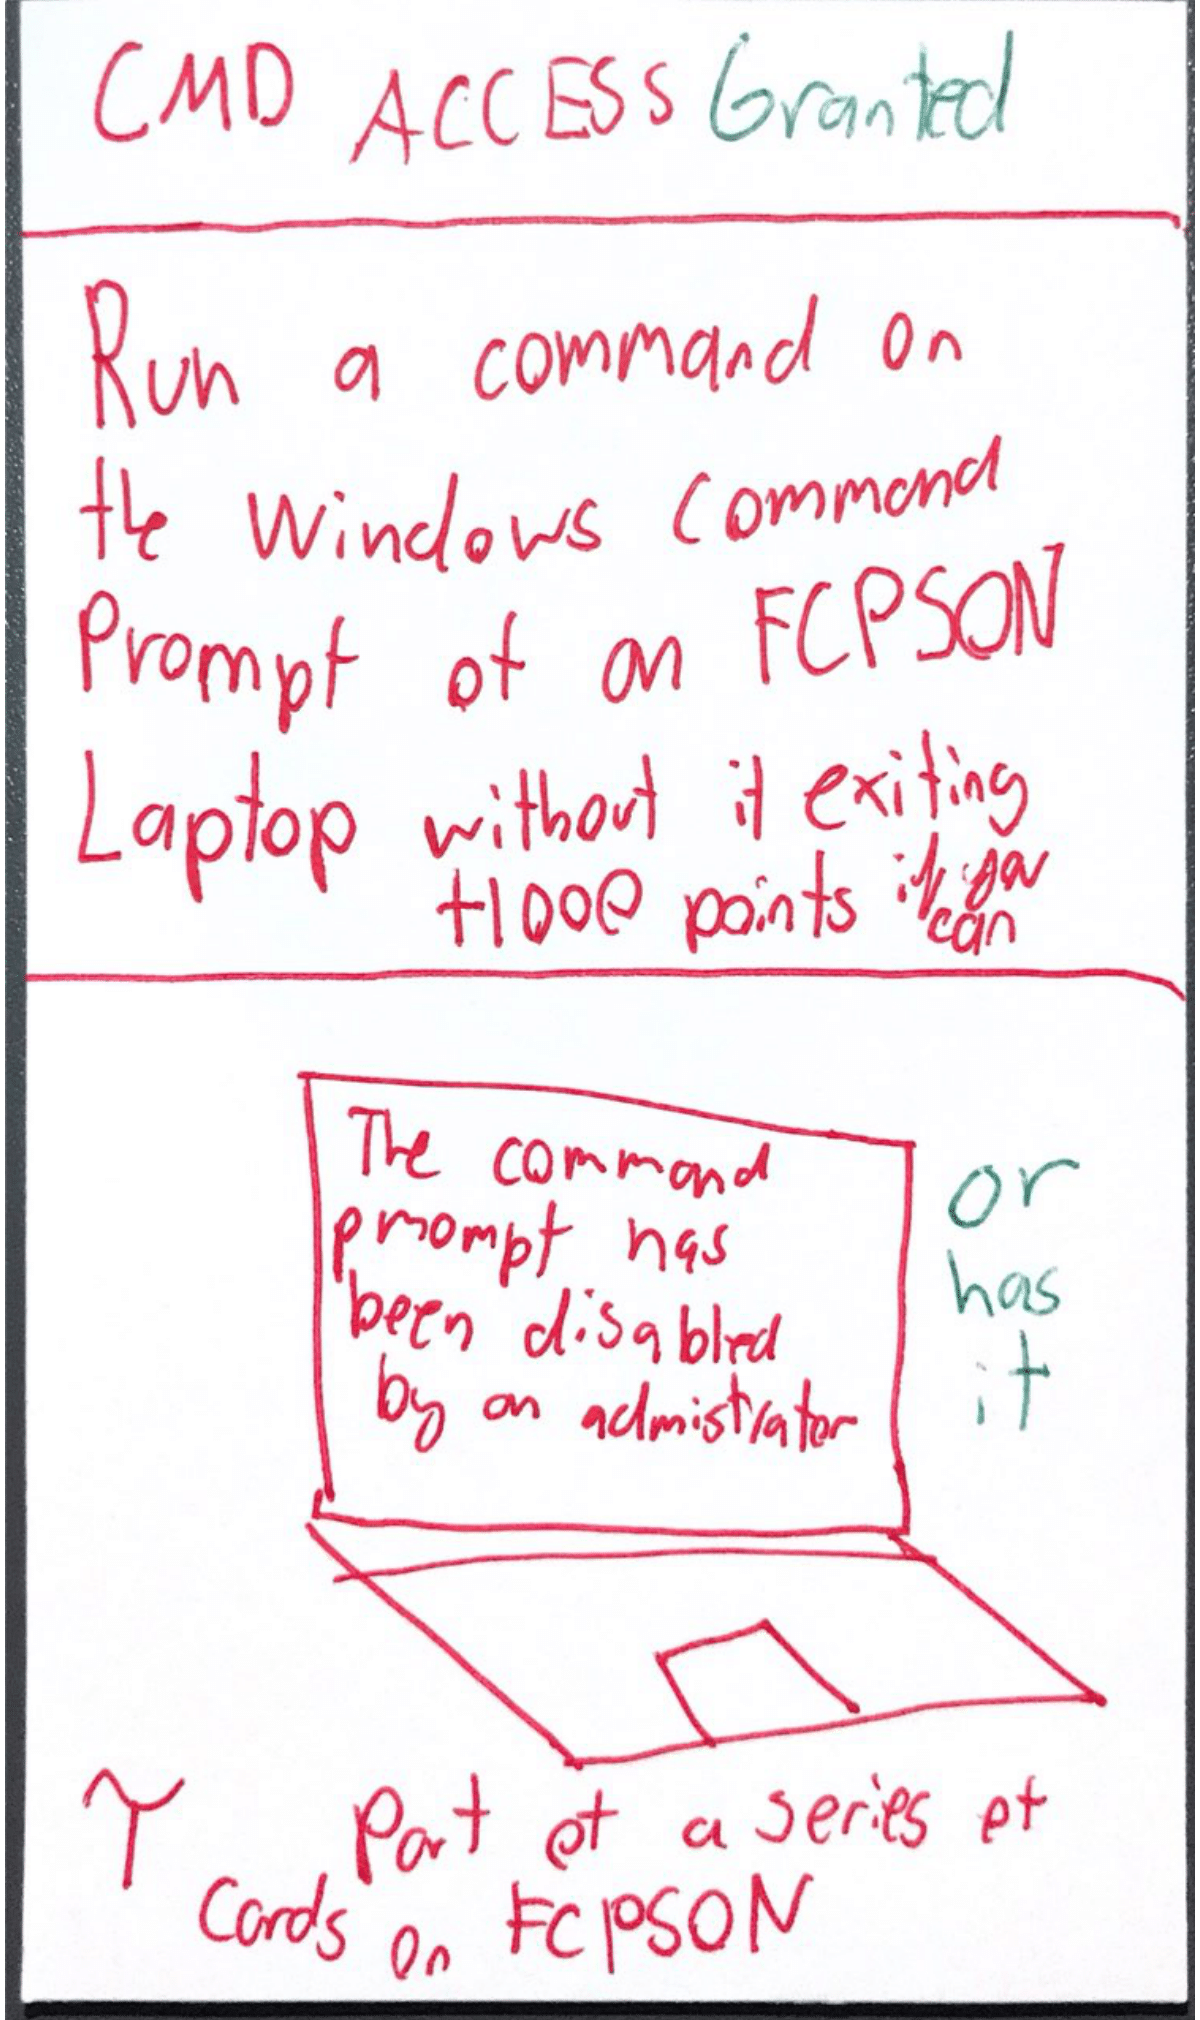 CMD ACCESS Granted
Run a command on
the Windows Command
Prompt of an FCPSON
Laptop without it exiting
+1000 points if you
can
The command
prompt has
been disabled
by an admistrator
or
has
it
Part of a series of
Cards on FCPSON